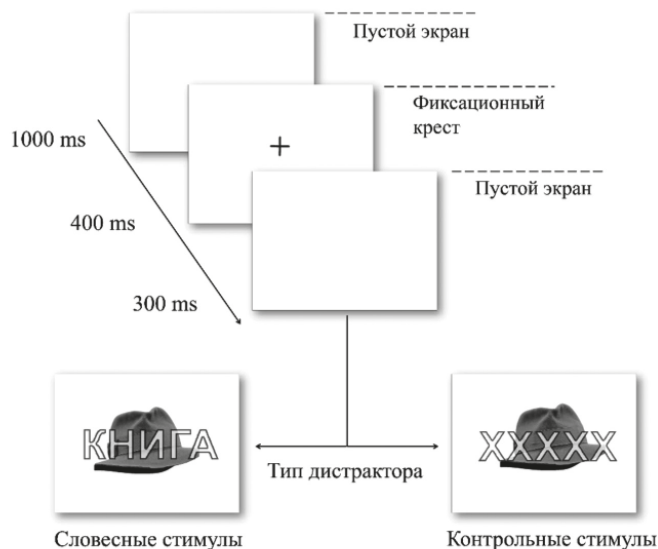 Пустой экран
Фиксационный
крест
1000 ms
Пустой экран
400 ms
300 ms
КНИГА
XXXXX
Тип дистрактора
Словесные стимулы
Контрольные стимулы